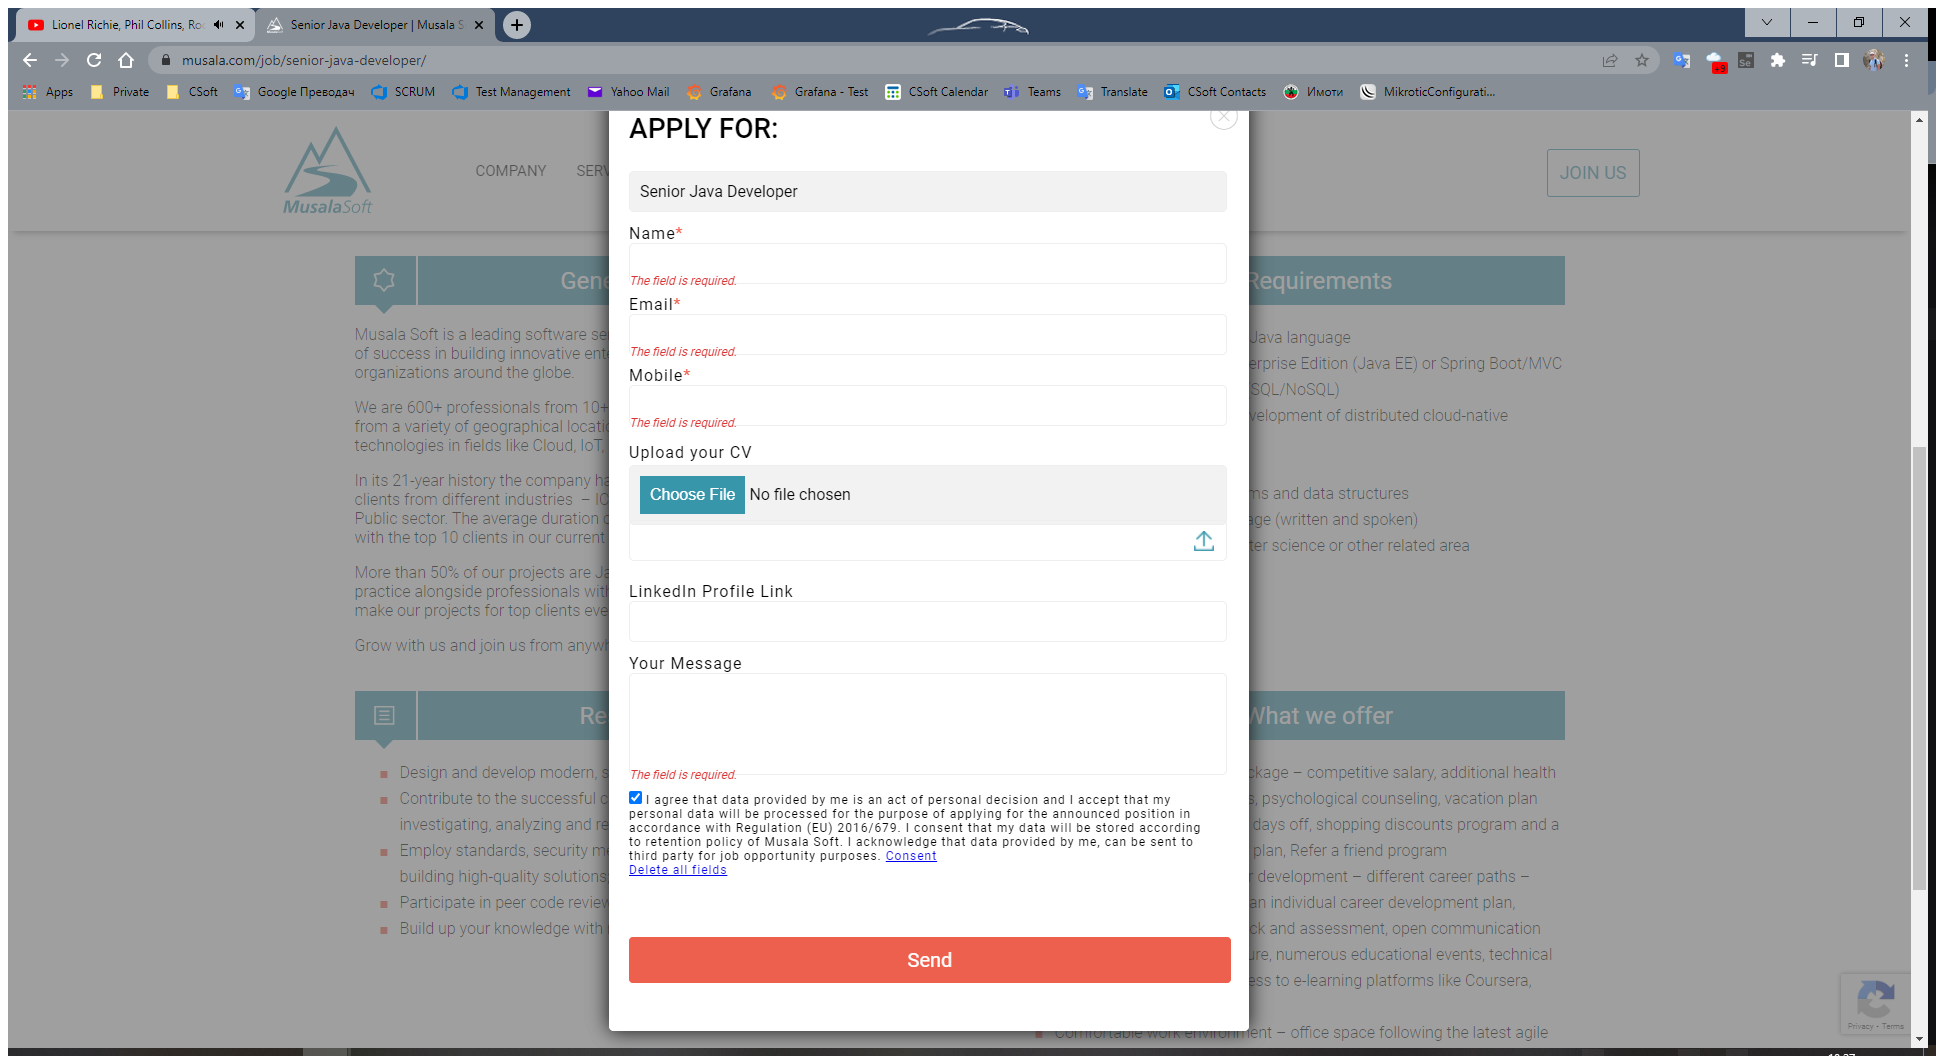 Lionel Richie, Phil Collins, Roc
Senior Java Developer | Musala S
musala.com/job/senior-java-developer/
Apps
Private
CSoft
Google Преводач
SCRUM
Test Management
Yahoo Mail
Grafana
Grafana - Test
CSoft Calendar
Teams
Translate
CSoft Contacts
Имоти
MikroticConfigurati...
MusalaSoft
COMPANY
SERV
JOIN US
APPLY FOR:
Senior Java Developer
Name*
The field is required.
Email*
The field is required.
Mobile*
The field is required.
Upload your CV
Choose File No file chosen
LinkedIn Profile Link
Your Message
The field is required.
I agree that data provided by me is an act of personal decision and I accept that my
personal data will be processed for the purpose of applying for the announced position in
accordance with Regulation (EU) 2016/679. I consent that my data will be stored according
to retention policy of Musala Soft. I acknowledge that data provided by me, can be sent to
third party for job opportunity purposes. Consent
Delete all fields
Send
Gene
Musala Soft is a leading software se
of success in building innovative ente
organizations around the globe.
We are 600+ professionals from 10+
from a variety of geographical locatio
technologies in fields like Cloud, IoT,
In its 21-year history the company ha
clients from different industries – IC
Public sector. The average duration o
with the top 10 clients in our current
More than 50% of our projects are Ja
practice alongside professionals with
make our projects for top clients eve
Grow with us and join us from anywh
Requirements
Java language
erprise Edition (Java EE) or Spring Boot/MVC
SQL/NoSQL)
velopment of distributed cloud-native
ms and data structures
age (written and spoken)
ter science or other related area
Re
Design and develop modern, s
Contribute to the successful c
investigating, analyzing and re
Employ standards, security me
building high-quality solutions;
Participate in peer code review
Build up your knowledge with
What we offer
ckage – competitive salary, additional health
s, psychological counseling, vacation plan
days off, shopping discounts program and a
plan, Refer a friend program
r development – different career paths –
an individual career development plan,
ck and assessment, open communication
ure, numerous educational events, technical
ess to e-learning platforms like Coursera,
Comfortable work environment – office space following the latest agile
Privacy - Terms